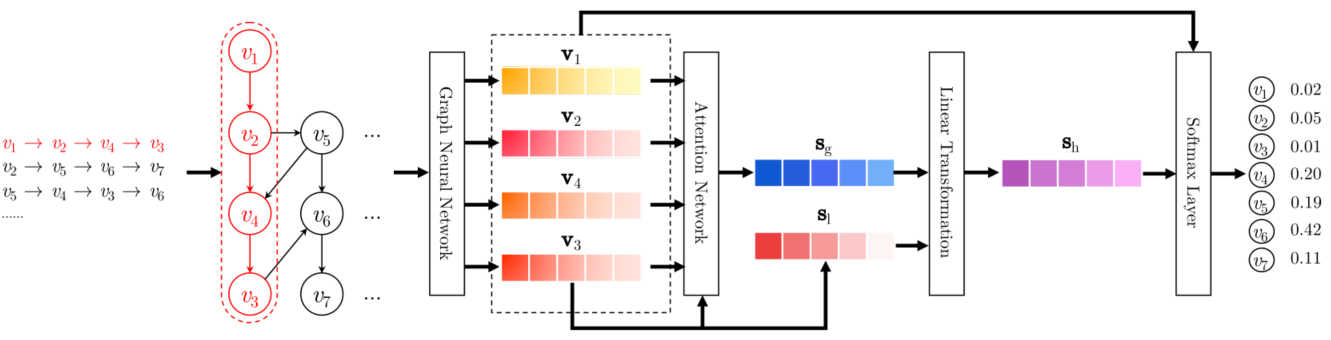 v1 → v2 → v4 → v3
v2 → v5 → v6 → v7
v5 → v4 → v3 → v6
......
v1
v2
v4
v3
v5
v6
v7
...
...
...
Graph Neural Network
v1
v2
v4
v3
Attention Network
sg
sl
Linear Transformation
sh
Softmax Layer
v1 0.02
v2 0.05
v3 0.01
v4 0.20
v5 0.19
v6 0.42
v7 0.11